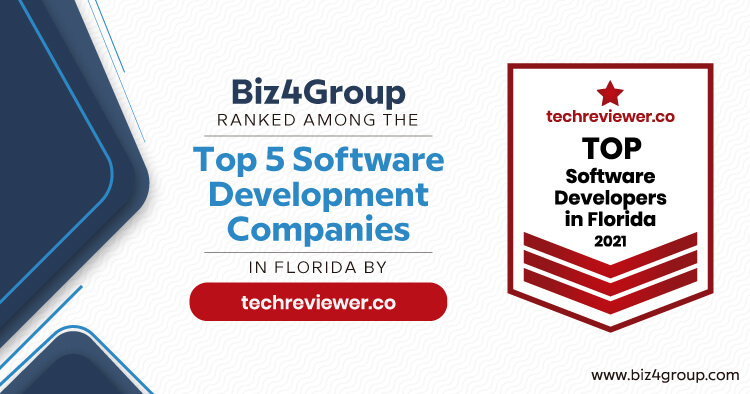 Biz4Group
RANKED AMONG THE
Top 5 Software
Development
Companies
IN FLORIDA BY
techreviewer.co
techreviewer.co
TOP
Software
Developers
in Florida
2021
www.biz4group.com